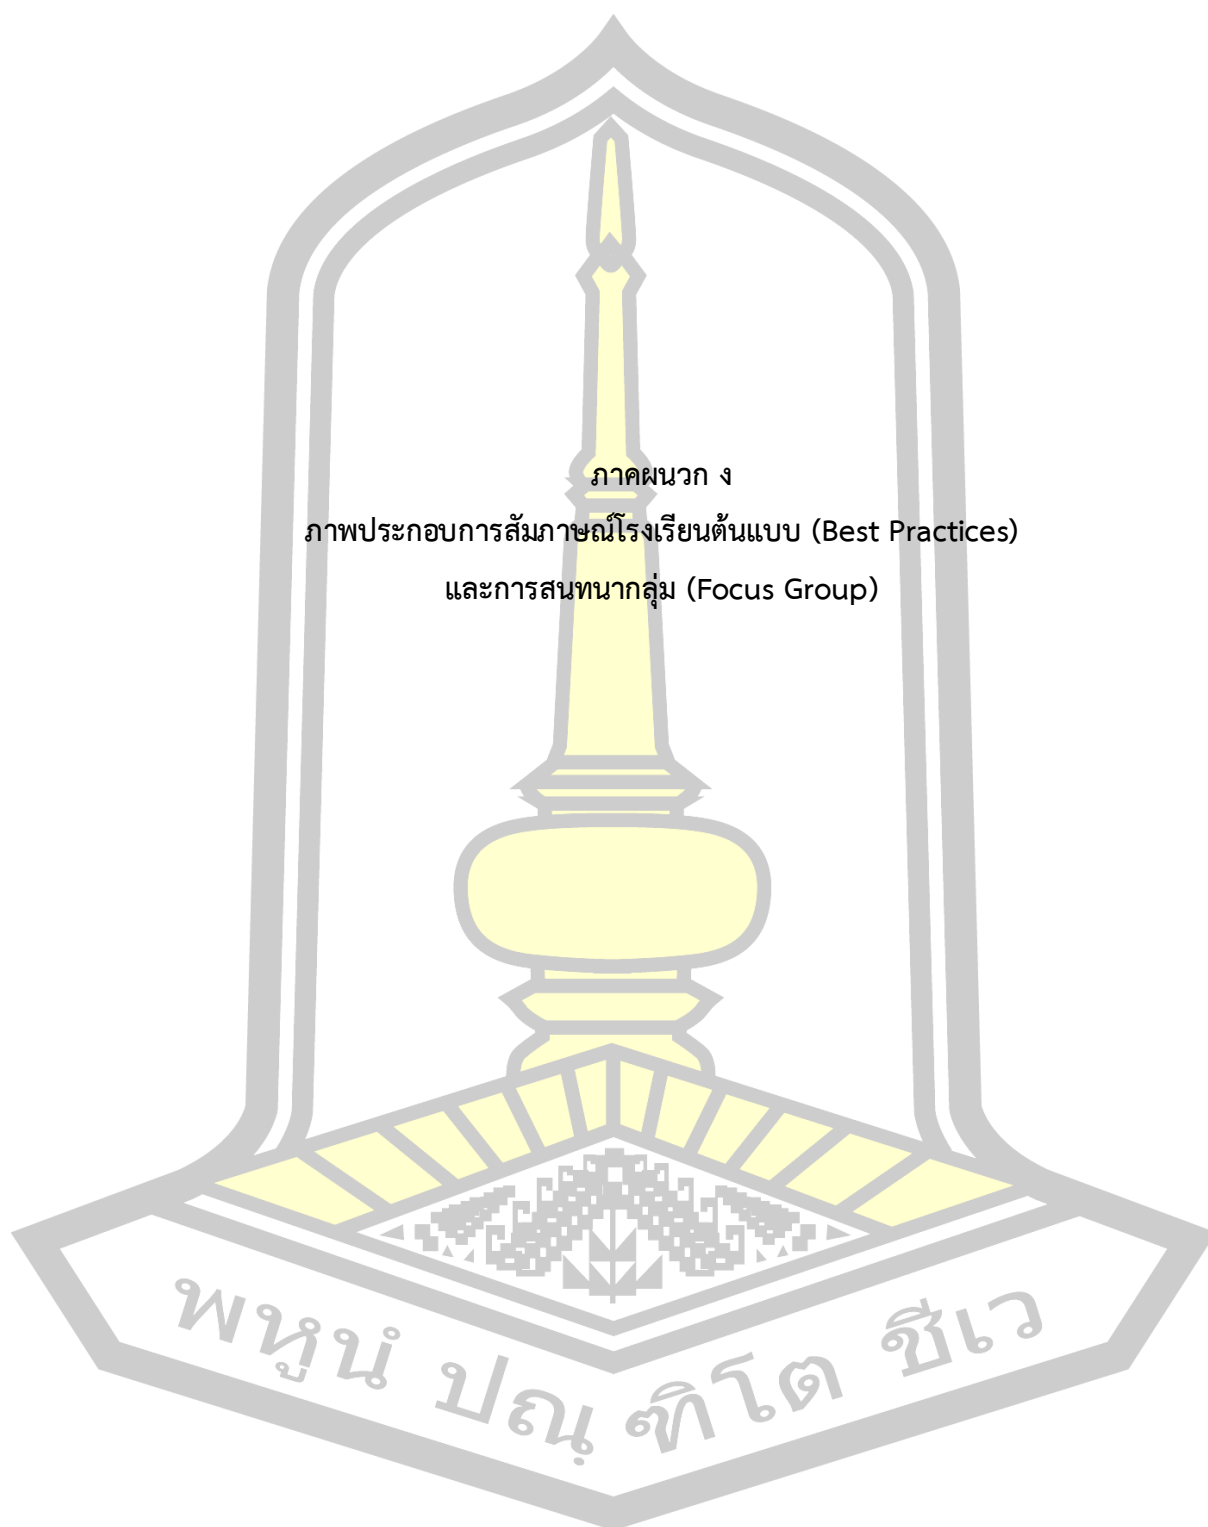 ภาคผนวก ง
ภาพประกอบการสัมภาษณ์โรงเรียนต้นแบบ (Best Practices)
และการสนทนากลุ่ม (Focus Group)
พหูนํ ปณฺฑิโต ชีเว